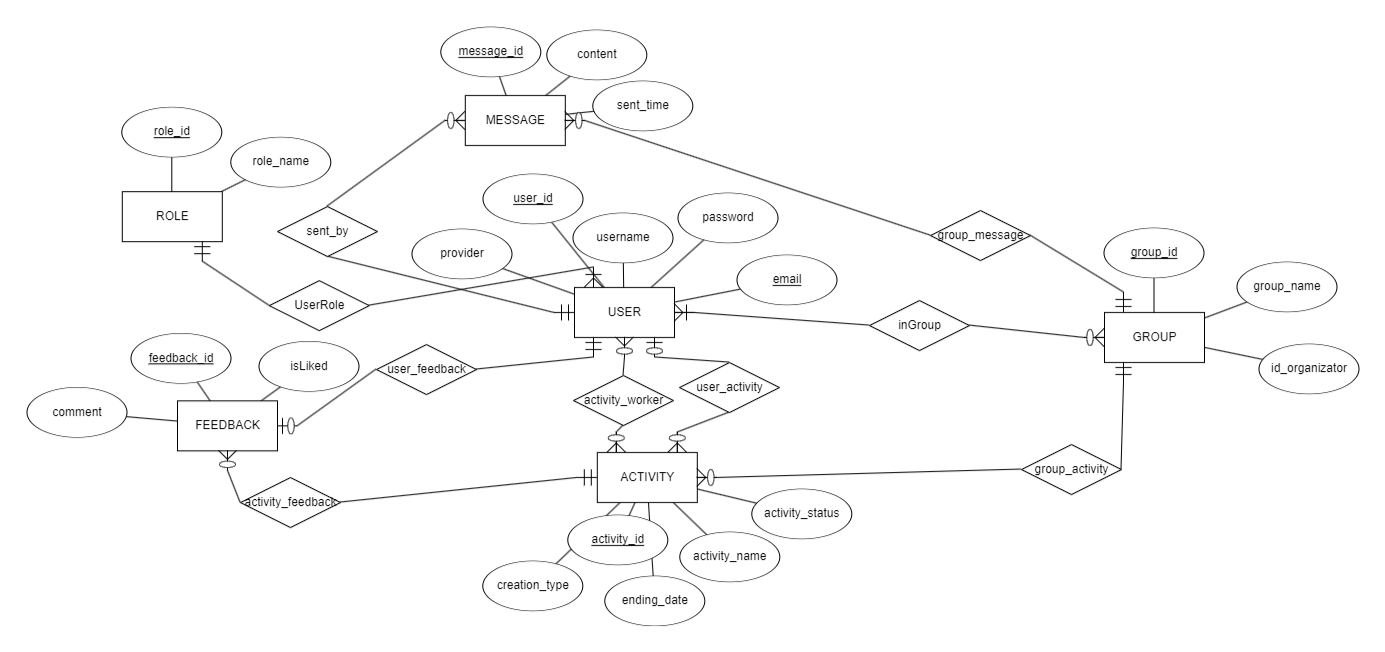 message_id
content
sent_time
MESSAGE
role_id
role_name
ROLE
user_id
username
password
sent_by
provider
email
group_message
group_id
group_name
UserRole
USER
inGroup
GROUP
id_organizator
feedback_id
isLiked
user_feedback
comment
FEEDBACK
activity_worker
user_activity
activity_feedback
ACTIVITY
group_activity
activity_status
activity_id
activity_name
creation_type
ending_date